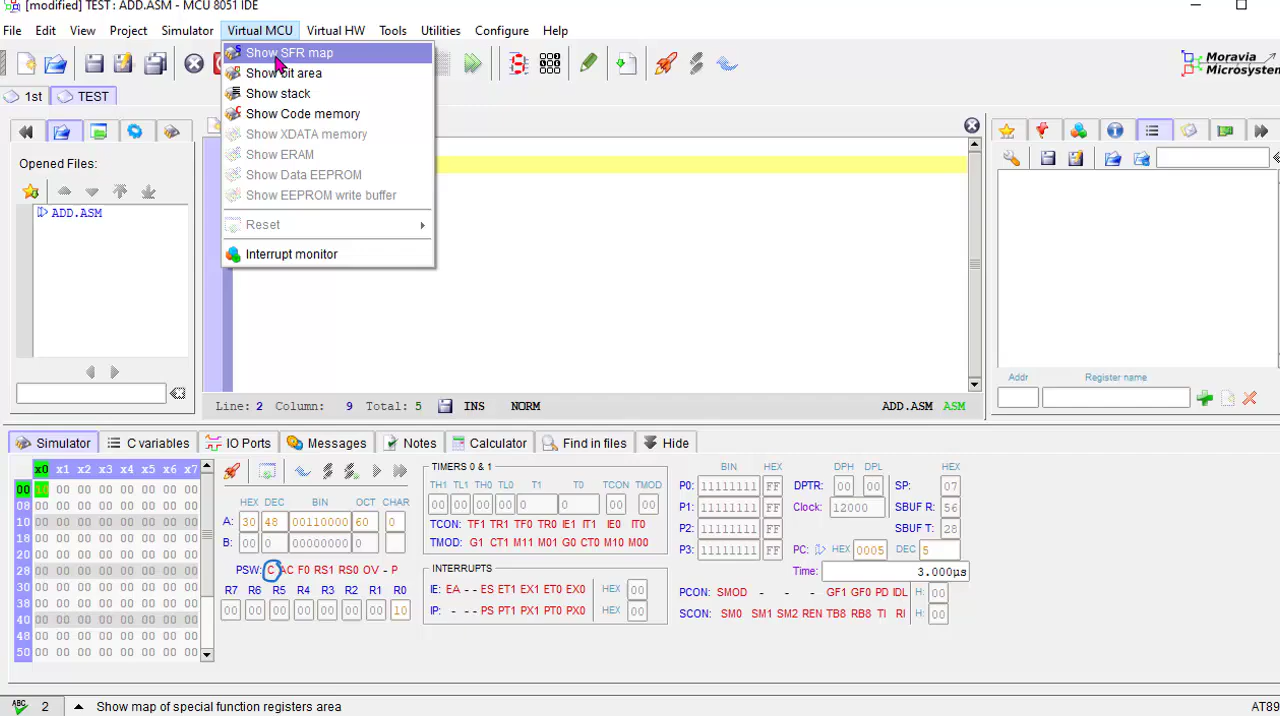 [modified] TEST : ADD.ASM - MCU 8051 IDE
File Edit View Project Simulator Virtual MCU Virtual HW Tools Utilities Configure Help
Show SFR map
Show bit area
Show stack
Show Code memory
Show XDATA memory
Show ERAM
Show Data EEPROM
Show EEPROM write buffer
Reset
Interrupt monitor
Moravia
Microsystems
1st TEST
Opened Files:
ADD.ASM
Addr Register name
Line: 2 Column: 9 Total: 5 INS NORM ADD.ASM ASM
Simulator C variables IO Ports Messages Notes Calculator Find in files Hide
x0 x1 x2 x3 x4 x5 x6 x7
00 10 00 00 00 00 00 00 00
08 00 00 00 00 00 00 00 00
10 00 00 00 00 00 00 00 00
18 00 00 00 00 00 00 00 00
20 00 00 00 00 00 00 00 00
28 00 00 00 00 00 00 00 00
30 00 00 00 00 00 00 00 00
38 00 00 00 00 00 00 00 00
40 00 00 00 00 00 00 00 00
48 00 00 00 00 00 00 00 00
50 00 00 00 00 00 00 00 00
HEX DEC BIN OCT CHAR
A: 30 48 00110000 60 0
B: 00 0 00000000 0
PSW: C AC F0 RS1 RS0 OV - P
R7 R6 R5 R4 R3 R2 R1 R0
00 00 00 00 00 00 00 10
TIMERS 0 & 1
TH1 TL1 TH0 TL0 T1 T0 TCON TMOD
00 00 00 00 0 0 00 00
TCON: TF1 TR1 TF0 TR0 IE1 IT1 IE0 IT0
TMOD: G1 CT1 M11 M01 G0 CT0 M10 M00
INTERRUPTS
IE: EA - - ES ET1 EX1 ET0 EX0 HEX 00
IP: - - - PS PT1 PX1 PT0 PX0 HEX 00
BIN HEX
P0: 11111111 FF
P1: 11111111 FF
P2: 11111111 FF
P3: 11111111 FF
DPH DPL HEX
DPTR: 00 00 SP: 07
Clock: 12000 SBUF R: 56
SBUF T: 28
PC: HEX 0005 DEC 5
Time: 3.000µs
PCON: SMOD - - - GF1 GF0 PD IDL H: 00
SCON: SM0 SM1 SM2 REN TB8 RB8 TI RI H: 00
ABC 2 Show map of special function registers area AT89